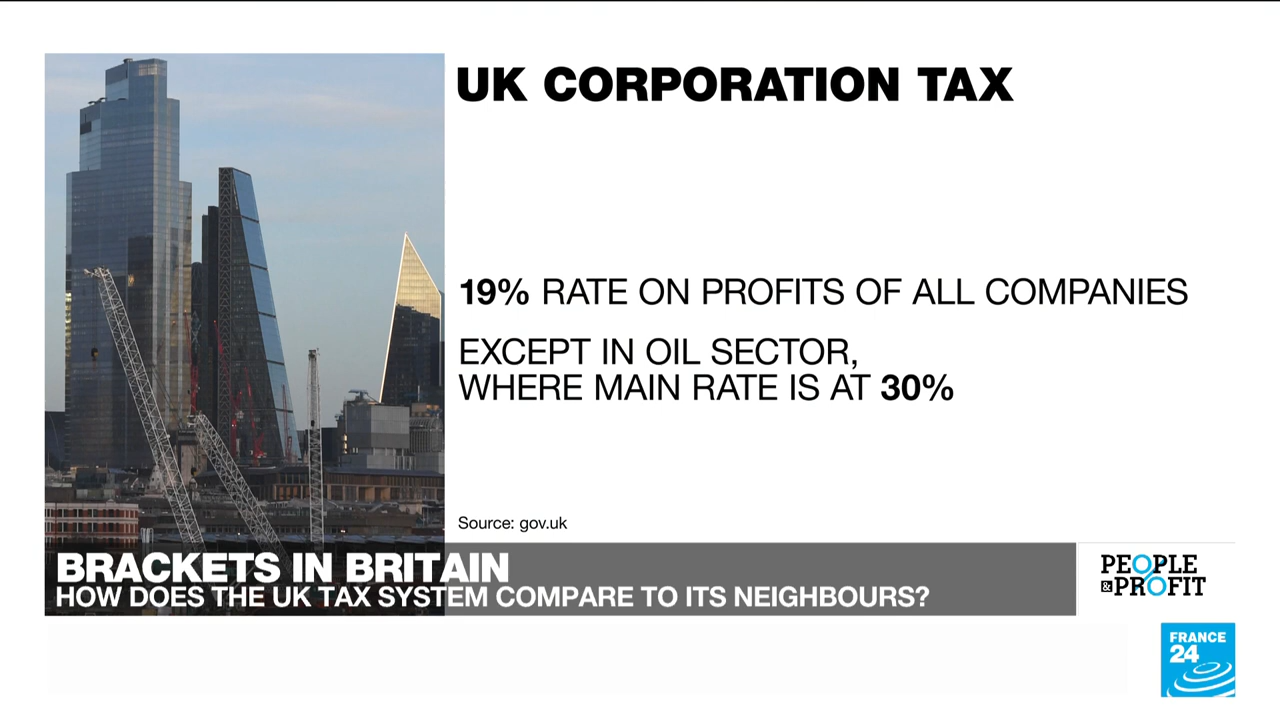 UK CORPORATION TAX
19% RATE ON PROFITS OF ALL COMPANIES
EXCEPT IN OIL SECTOR,
WHERE MAIN RATE IS AT 30%
Source: gov.uk
BRACKETS IN BRITAIN
HOW DOES THE UK TAX SYSTEM COMPARE TO ITS NEIGHBOURS?
PEOPLE
&PROFIT
FRANCE
24